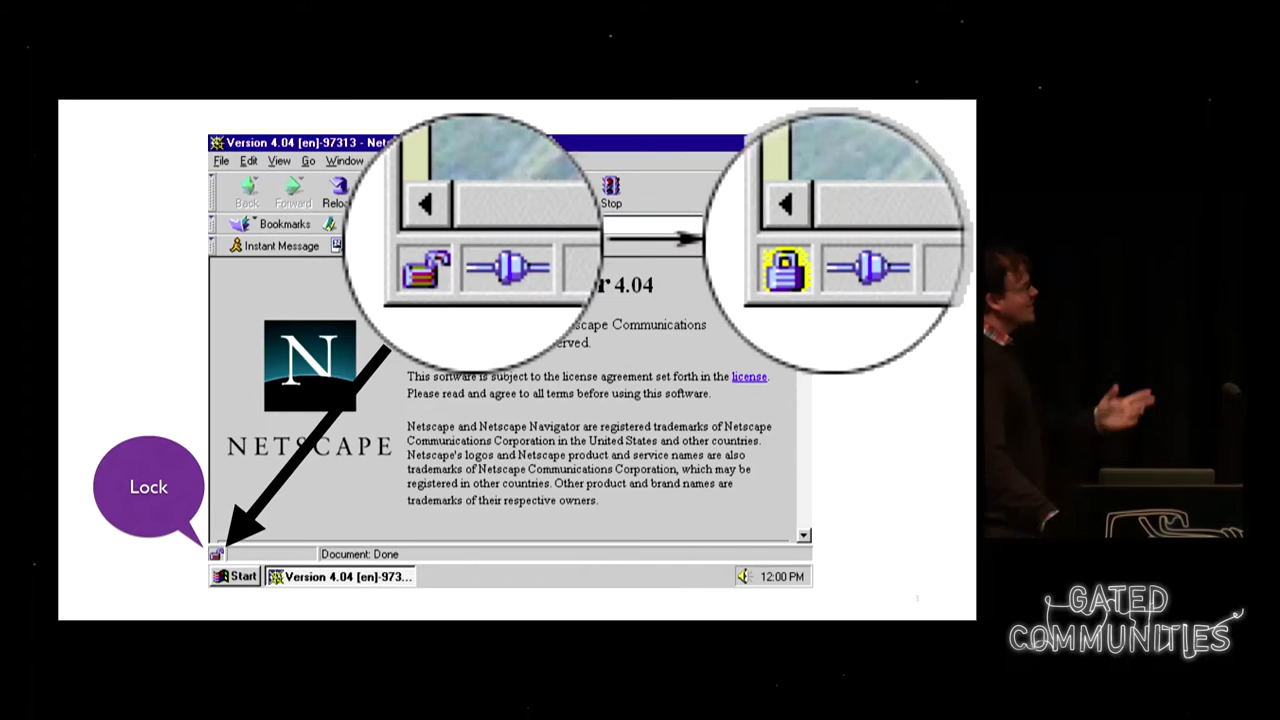 Version 4.04 [en]-97313 - Net
File Edit View Go Window
Back Forward Reloa Stop
Bookmarks
Instant Message
r 4.04
scape Communications
erved.
This software is subject to the license agreement set forth in the license.
Please read and agree to all terms before using this software.
N
NETSCAPE
Netscape and Netscape Navigator are registered trademarks of Netscape
Communications Corporation in the United States and other countries.
Netscape's logos and Netscape product and service names are also
trademarks of Netscape Communications Corporation, which may be
registered in other countries. Other product and brand names are
trademarks of their respective owners.
Lock
Document: Done
Start Version 4.04 [en]-973... 12:00 PM
3
GATED
COMMUNITIES